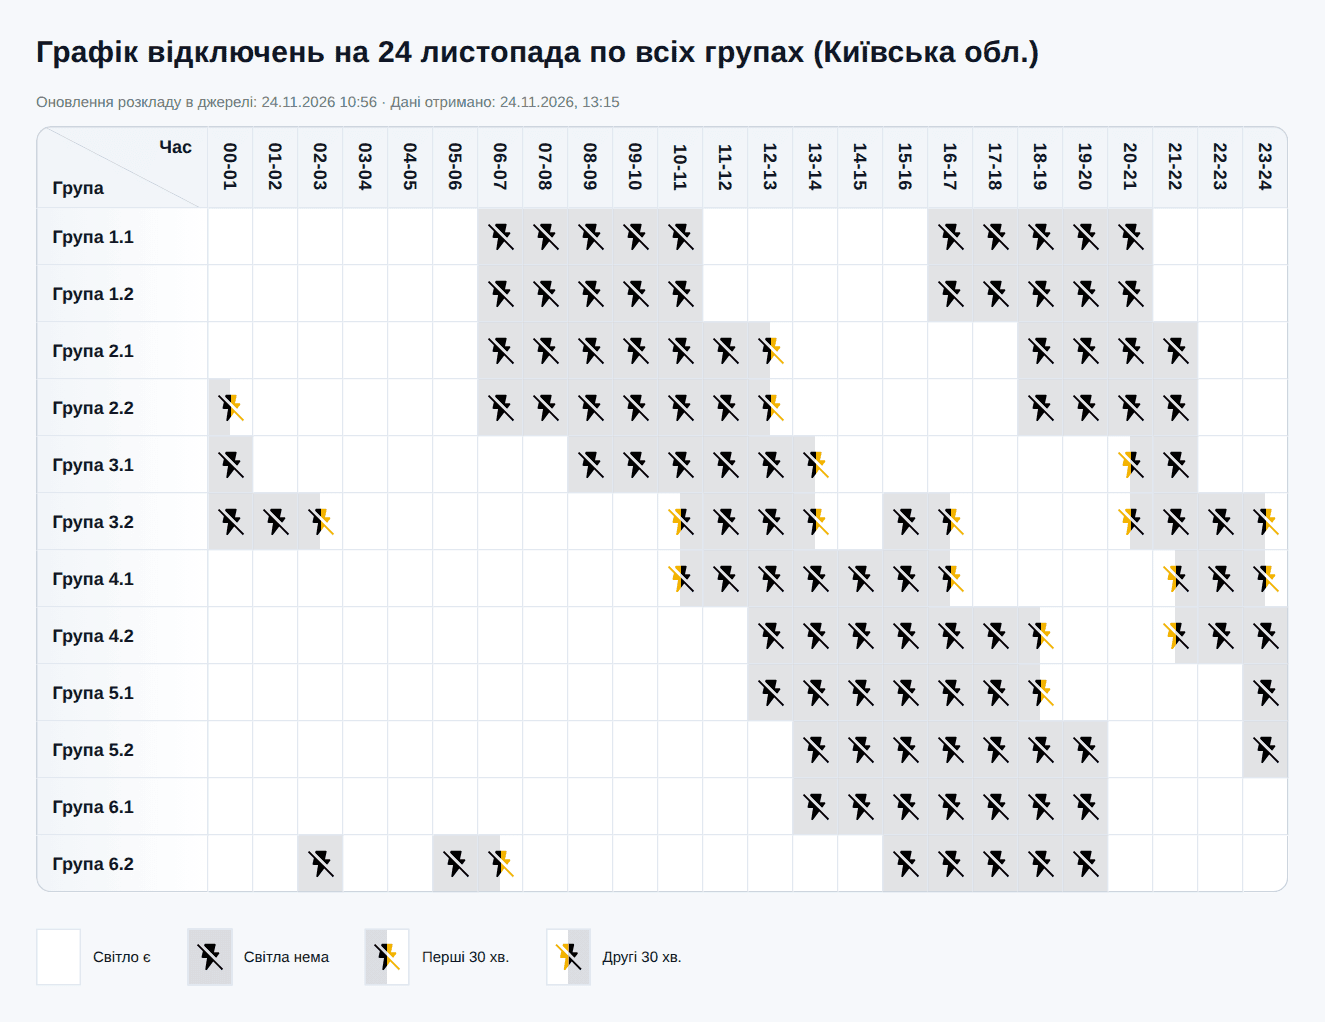 Графік відключень на 24 листопада по всіх групах (Київська обл.)
Оновлення розкладу в джерелі: 24.11.2026 10:56 · Дані отримано: 24.11.2026, 13:15
Час
Група
00-01 01-02 02-03 03-04 04-05 05-06 06-07 07-08 08-09 09-10 10-11 11-12 12-13 13-14 14-15 15-16 16-17 17-18 18-19 19-20 20-21 21-22 22-23 23-24
Група 1.1
Група 1.2
Група 2.1
Група 2.2
Група 3.1
Група 3.2
Група 4.1
Група 4.2
Група 5.1
Група 5.2
Група 6.1
Група 6.2
Світло є Світла нема Перші 30 хв. Другі 30 хв.